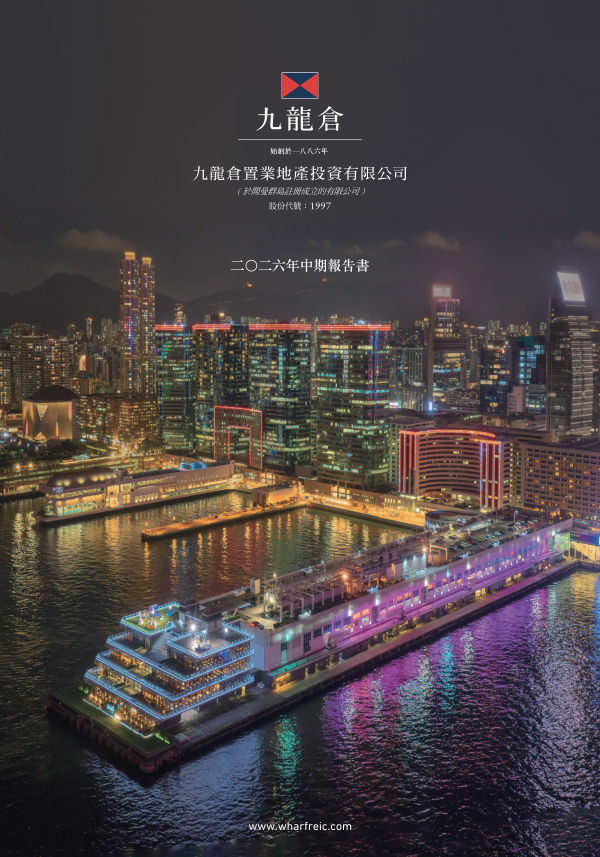 九龍倉
始創於一八八六年
九龍倉置業地產投資有限公司
（於開曼群島註冊成立的有限公司）
股份代號：1997
二〇二六年中期報告書
www.wharfreic.com